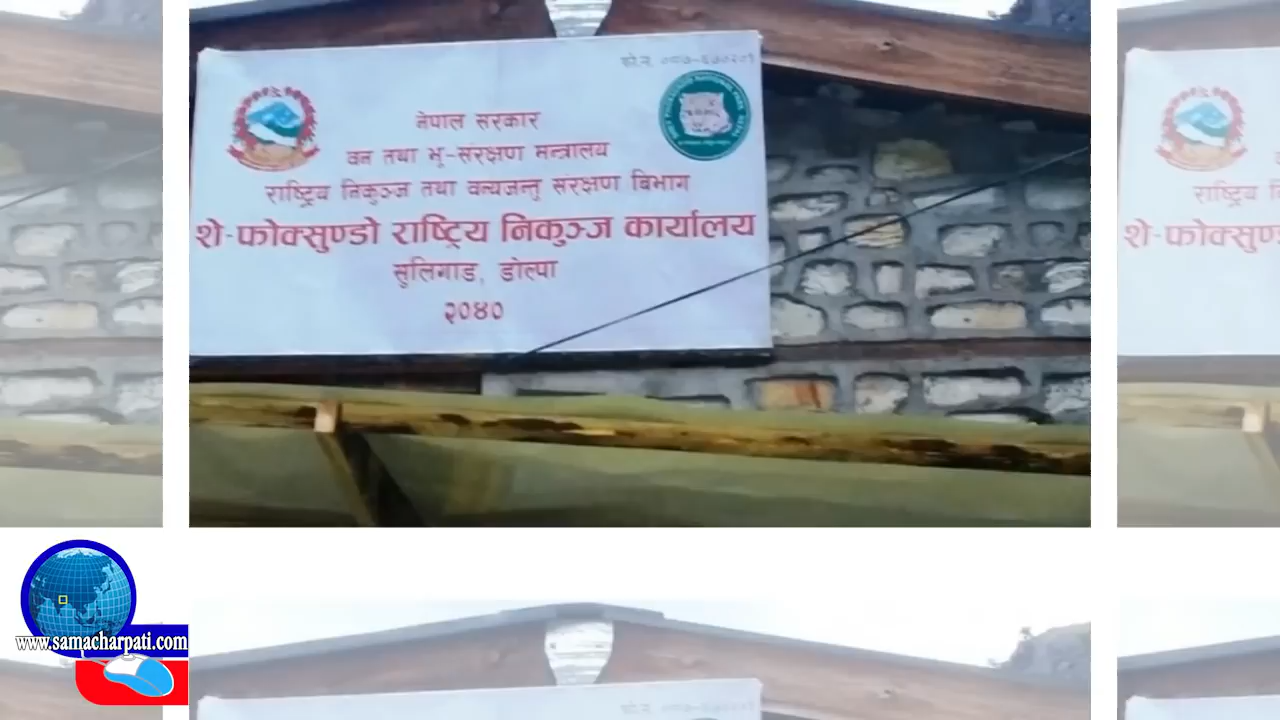 नेपाल सरकार
वन तथा भू-संरक्षण मन्त्रालय
राष्ट्रिय निकुञ्ज तथा वन्यजन्तु संरक्षण बिभाग
शे-फोक्सुण्डो राष्ट्रिय निकुञ्ज कार्यालय
सुलिगाड, डोल्पा
२०४०
www.samacharpati.com